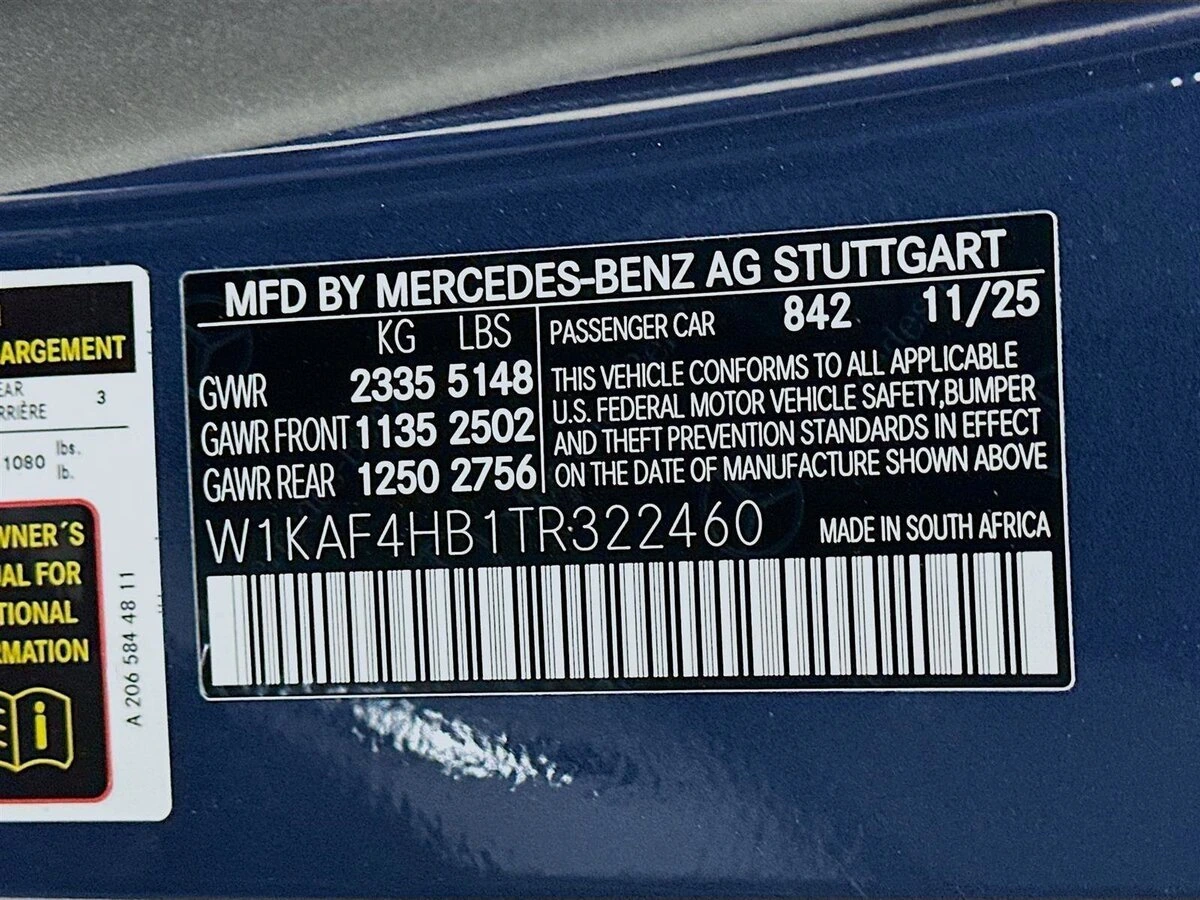 ARGEMENT
EAR
RRIÈRE 3
1080 lbs.
lb.
WNER´S
UAL FOR
TIONAL
RMATION
i
A 206 584 48 11
MFD BY MERCEDES-BENZ AG STUTTGART
KG LBS
GVWR 2335 5148
GAWR FRONT 1135 2502
GAWR REAR 1250 2756
PASSENGER CAR 842 11/25
THIS VEHICLE CONFORMS TO ALL APPLICABLE
U.S. FEDERAL MOTOR VEHICLE SAFETY,BUMPER
AND THEFT PREVENTION STANDARDS IN EFFECT
ON THE DATE OF MANUFACTURE SHOWN ABOVE
W1KAF4HB1TR322460
MADE IN SOUTH AFRICA